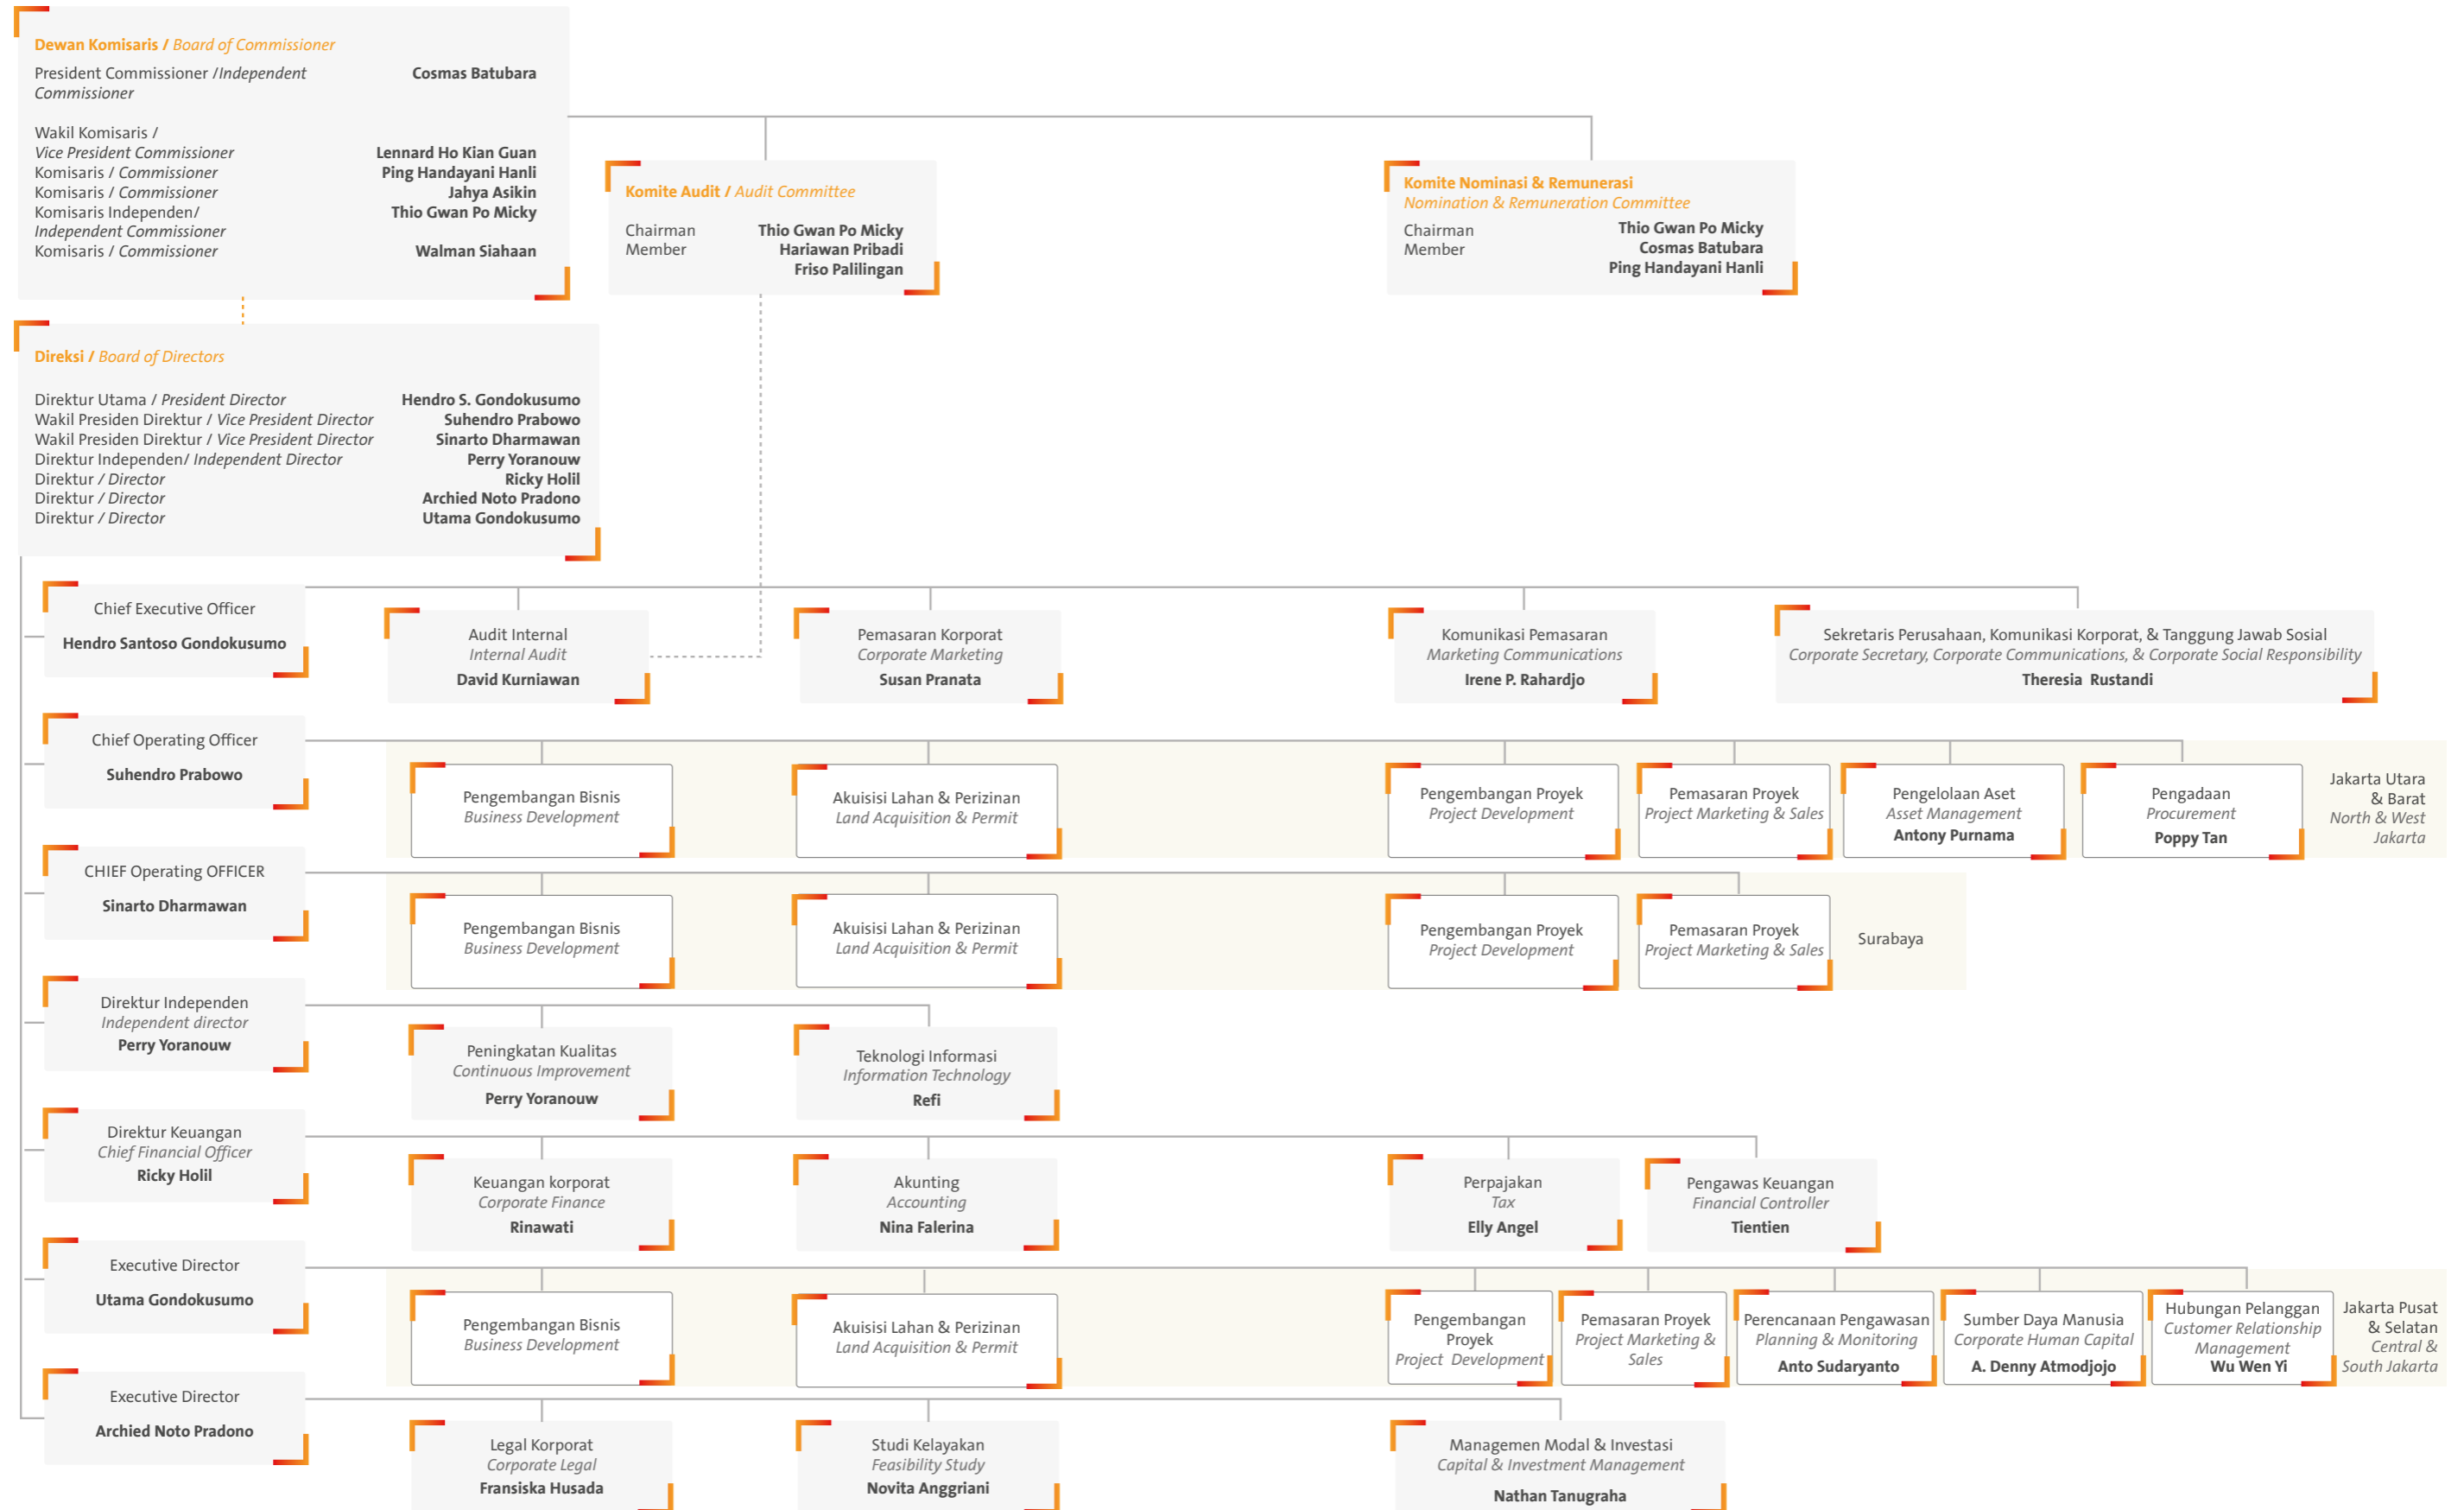 Dewan Komisaris / Board of Commissioner
President Commissioner /Independent Commissioner Cosmas Batubara
Wakil Komisaris /
Vice President Commissioner Lennard Ho Kian Guan
Komisaris / Commissioner Ping Handayani Hanli
Komisaris / Commissioner Jahya Asikin
Komisaris Independen/ Thio Gwan Po Micky
Independent Commissioner
Komisaris / Commissioner Walman Siahaan
Komite Audit / Audit Committee
Chairman Thio Gwan Po Micky
Member Hariawan Pribadi
Friso Palilingan
Komite Nominasi & Remunerasi
Nomination & Remuneration Committee
Chairman Thio Gwan Po Micky
Member Cosmas Batubara
Ping Handayani Hanli
Direksi / Board of Directors
Direktur Utama / President Director Hendro S. Gondokusumo
Wakil Presiden Direktur / Vice President Director Suhendro Prabowo
Wakil Presiden Direktur / Vice President Director Sinarto Dharmawan
Direktur Independen/ Independent Director Perry Yoranouw
Direktur / Director Ricky Holil
Direktur / Director Archied Noto Pradono
Direktur / Director Utama Gondokusumo
Chief Executive Officer
Hendro Santoso Gondokusumo
Audit Internal
Internal Audit
David Kurniawan
Pemasaran Korporat
Corporate Marketing
Susan Pranata
Komunikasi Pemasaran
Marketing Communications
Irene P. Rahardjo
Sekretaris Perusahaan, Komunikasi Korporat, & Tanggung Jawab Sosial
Corporate Secretary, Corporate Communications, & Corporate Social Responsibility
Theresia Rustandi
Chief Operating Officer
Suhendro Prabowo
Pengembangan Bisnis
Business Development
Akuisisi Lahan & Perizinan
Land Acquisition & Permit
Pengembangan Proyek
Project Development
Pemasaran Proyek
Project Marketing & Sales
Pengelolaan Aset
Asset Management
Antony Purnama
Pengadaan
Procurement
Poppy Tan
Jakarta Utara
& Barat
North & West
Jakarta
CHIEF Operating OFFICER
Sinarto Dharmawan
Pengembangan Bisnis
Business Development
Akuisisi Lahan & Perizinan
Land Acquisition & Permit
Pengembangan Proyek
Project Development
Pemasaran Proyek
Project Marketing & Sales
Surabaya
Direktur Independen
Independent director
Perry Yoranouw
Peningkatan Kualitas
Continuous Improvement
Perry Yoranouw
Teknologi Informasi
Information Technology
Refi
Direktur Keuangan
Chief Financial Officer
Ricky Holil
Keuangan korporat
Corporate Finance
Rinawati
Akunting
Accounting
Nina Falerina
Perpajakan
Tax
Elly Angel
Pengawas Keuangan
Financial Controller
Tientien
Executive Director
Utama Gondokusumo
Pengembangan Bisnis
Business Development
Akuisisi Lahan & Perizinan
Land Acquisition & Permit
Pengembangan
Proyek
Project Development
Pemasaran Proyek
Project Marketing &
Sales
Perencanaan Pengawasan
Planning & Monitoring
Anto Sudaryanto
Sumber Daya Manusia
Corporate Human Capital
A. Denny Atmodjojo
Hubungan Pelanggan
Customer Relationship
Management
Wu Wen Yi
Jakarta Pusat
& Selatan
Central &
South Jakarta
Executive Director
Archied Noto Pradono
Legal Korporat
Corporate Legal
Fransiska Husada
Studi Kelayakan
Feasibility Study
Novita Anggriani
Managemen Modal & Investasi
Capital & Investment Management
Nathan Tanugraha